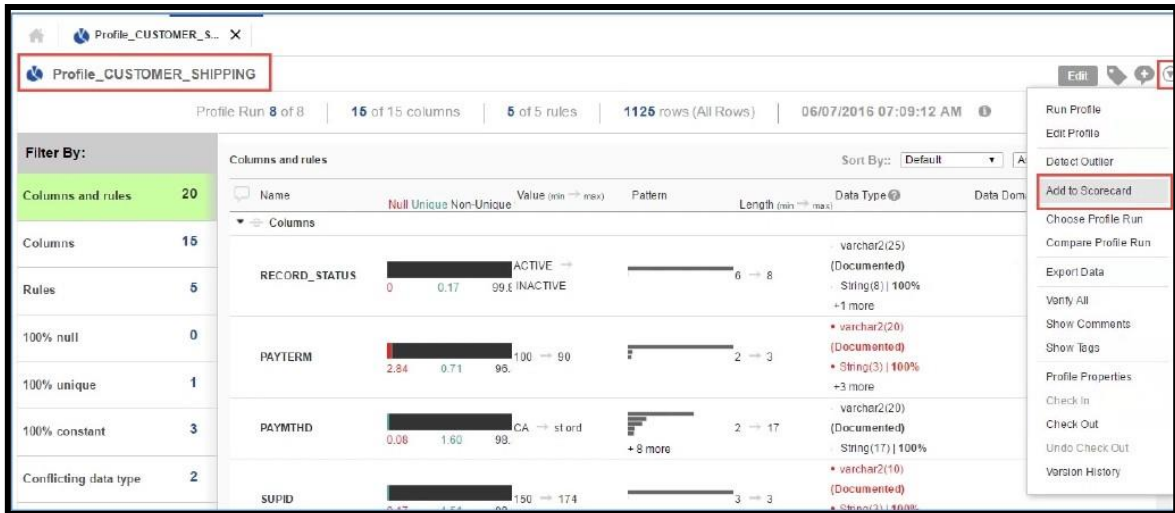 Profile_CUSTOMER_S... X
Profile_CUSTOMER_SHIPPING
Edit
Profile Run 8 of 8 | 15 of 15 columns | 5 of 5 rules | 1125 rows (All Rows) | 06/07/2016 07:09:12 AM
Filter By:
Columns and rules 20
Columns 15
Rules 5
100% null 0
100% unique 1
100% constant 3
Conflicting data type 2
Columns and rules
Sort By:: Default
Name Null Unique Non-Unique Value (min → max) Pattern Length (min → max) Data Type Data Dom
Columns
RECORD_STATUS
0 0.17 99.8
ACTIVE →
INACTIVE
6 → 8
varchar2(25)
(Documented)
String(8) | 100%
+1 more
PAYTERM
2.84 0.71 96.
100 → 90
2 → 3
varchar2(20)
(Documented)
String(3) | 100%
+3 more
PAYMTHD
0.08 1.60 98.
CA → st ord
+ 8 more
2 → 17
varchar2(20)
(Documented)
String(17) | 100%
SUPID
150 → 174
3 → 3
varchar2(10)
(Documented)
String(3) | 100%
Run Profile
Edit Profile
Detect Outlier
Add to Scorecard
Choose Profile Run
Compare Profile Run
Export Data
Verify All
Show Comments
Show Tags
Profile Properties
Check In
Check Out
Undo Check Out
Version History